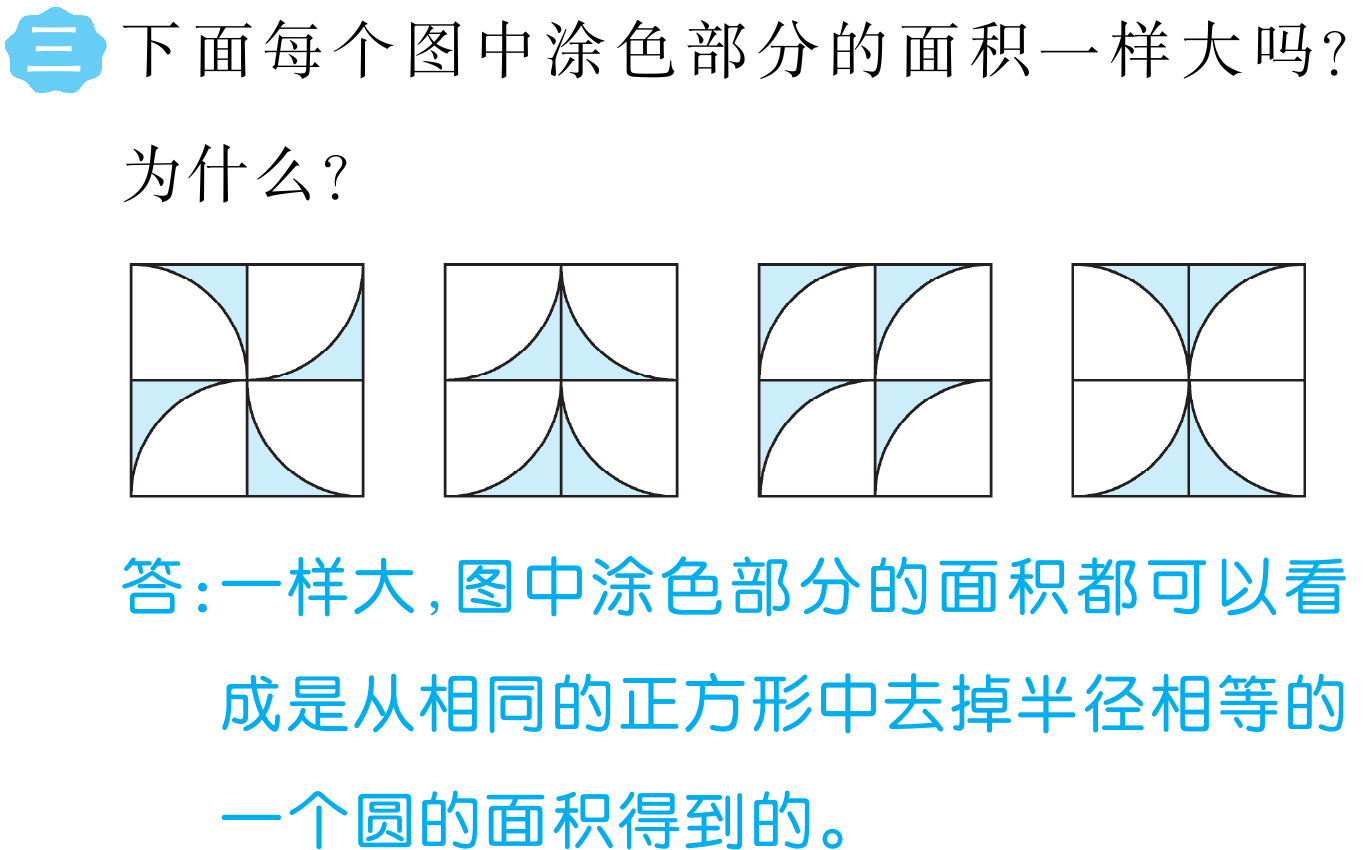 三 下面每个图中涂色部分的面积一样大吗?
为什么?
答:一样大,图中涂色部分的面积都可以看
成是从相同的正方形中去掉半径相等的
一个圆的面积得到的。